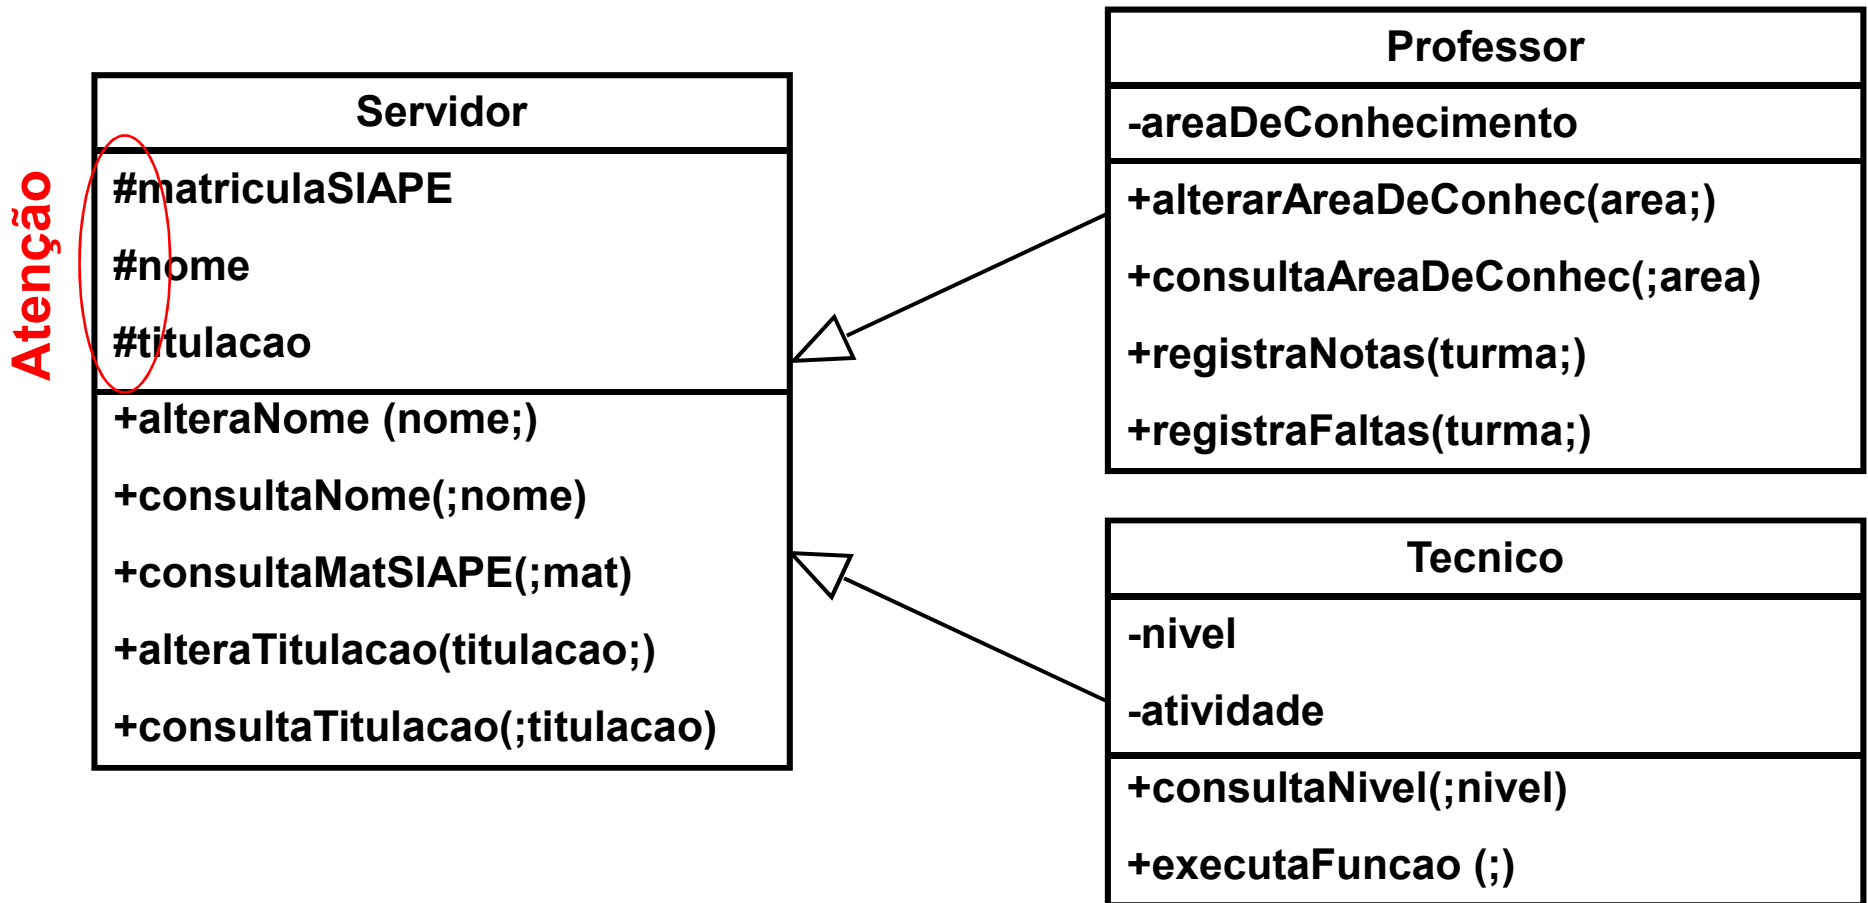 Atenção
Servidor
#matriculaSIAPE
#nome
#titulacao
+alteraNome (nome;)
+consultaNome(;nome)
+consultaMatSIAPE(;mat)
+alteraTitulacao(titulacao;)
+consultaTitulacao(;titulacao)
Professor
-areaDeConhecimento
+alterarAreaDeConhec(area;)
+consultaAreaDeConhec(;area)
+registraNotas(turma;)
+registraFaltas(turma;)
Tecnico
-nivel
-atividade
+consultaNivel(;nivel)
+executaFuncao (;)